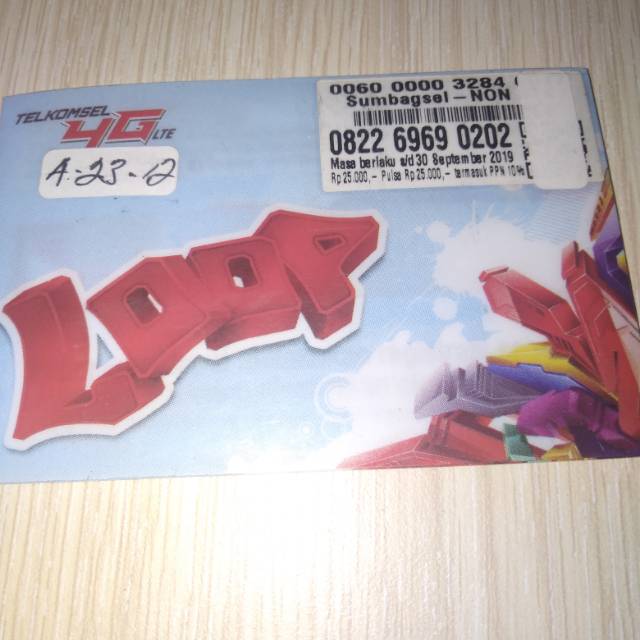 TELKOMSEL
4G LTE
A-23-12
0060 0000 3284
Sumbagsel - NON
0822 6969 0202
Masa berlaku s/d 30 September 2019
Rp 25.000,- Pulsa Rp 25.000,- termasuk PPN 10%
LOOP